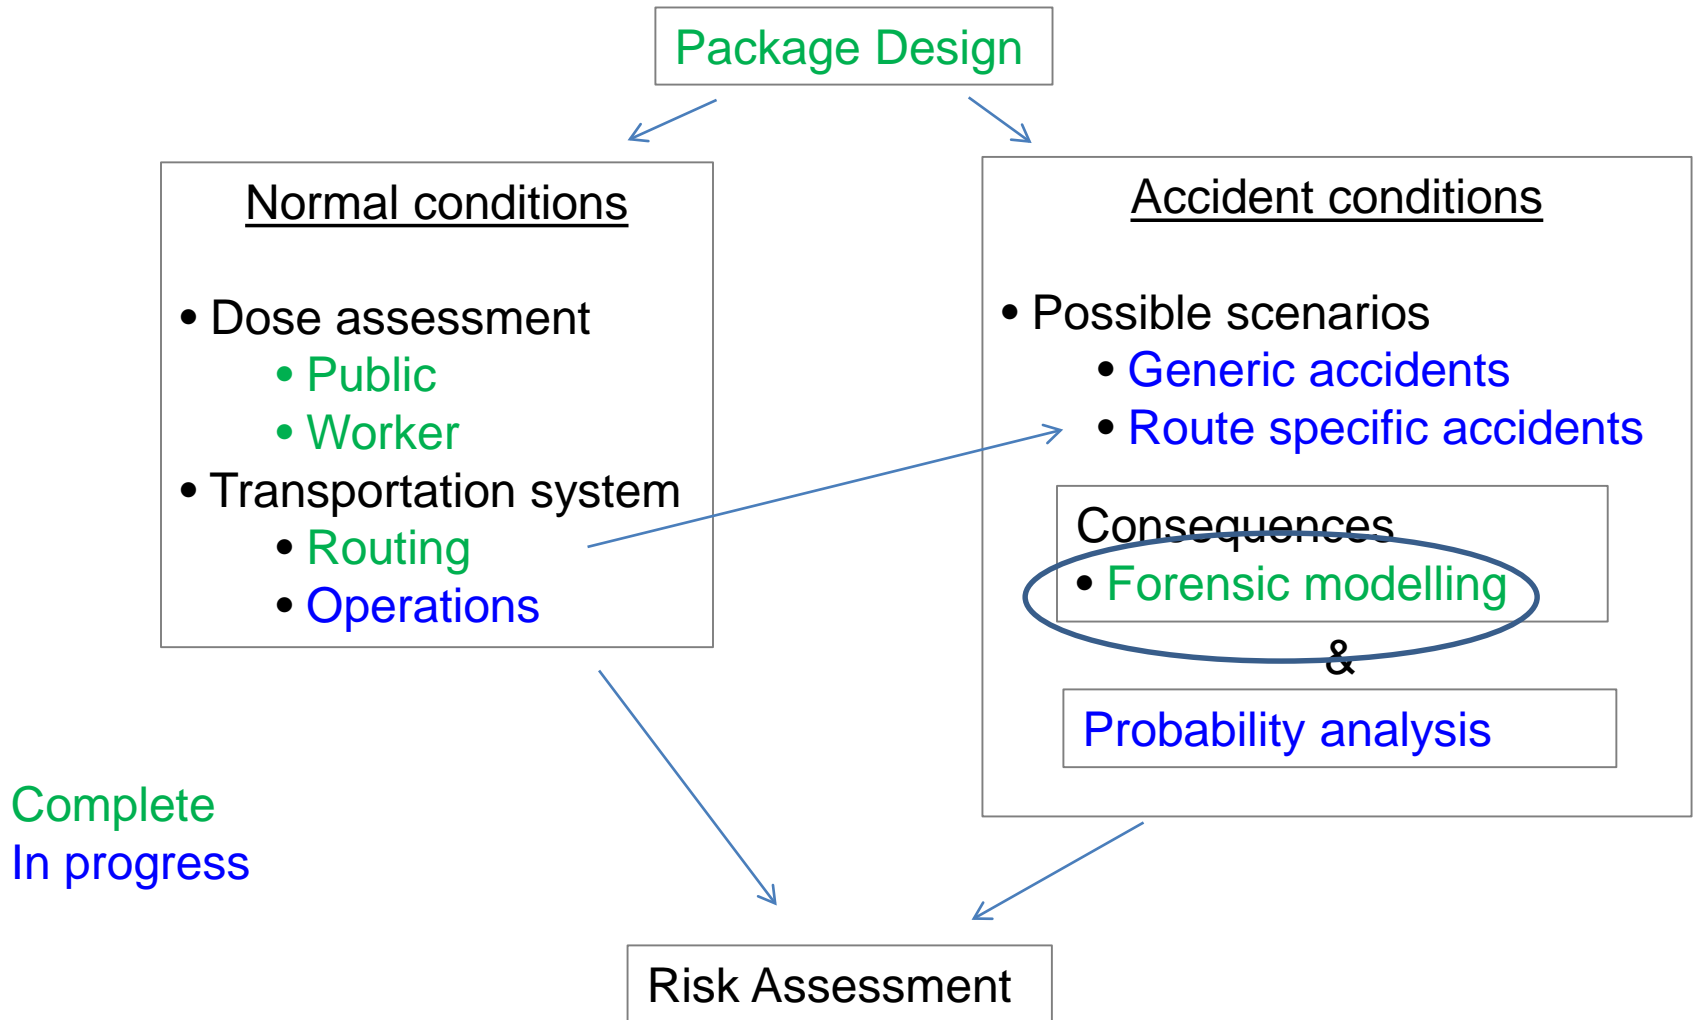 Package Design
Normal conditions
• Dose assessment
• Public
• Worker
• Transportation system
• Routing
• Operations
Accident conditions
• Possible scenarios
• Generic accidents
• Route specific accidents
Consequences
• Forensic modelling
&
Probability analysis
Complete
In progress
Risk Assessment